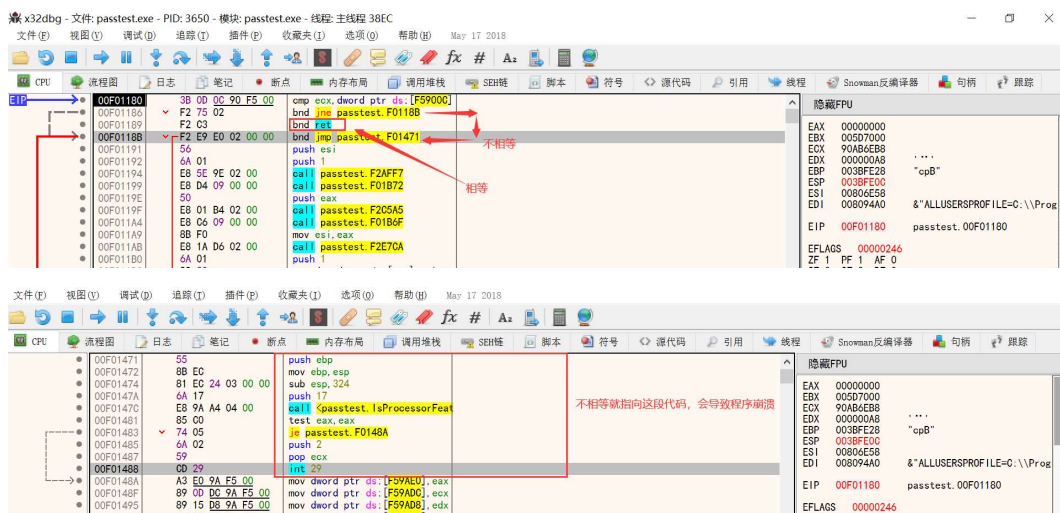 x32dbg - 文件: passtest.exe - PID: 3650 - 模块: passtest.exe - 线程: 主线程 38EC
文件(F) 视图(V) 调试(D) 追踪(T) 插件(P) 收藏夹(I) 选项(O) 帮助(H) May 17 2018
CPU 流程图 日志 笔记 断点 内存布局 调用堆栈 SEH链 脚本 符号 源代码 引用 线程 Snowman反编译器 句柄 跟踪
EIP 00F01180 3B 0D 0C 90 F5 00 cmp ecx,dword ptr ds:[F5900C]
00F01186 F2 75 02 bnd jne passtest.F0118B
00F01189 F2 C3 bnd ret
00F0118B F2 E9 E0 02 00 00 bnd jmp passtest.F01471
不相等
00F01191 56 push esi
00F01192 6A 01 push 1
00F01194 E8 5E 9E 02 00 call passtest.F2AFF7
00F01199 E8 D4 09 00 00 call passtest.F01B72
相等
00F0119E 50 push eax
00F0119F E8 01 B4 02 00 call passtest.F2C5A5
00F011A4 E8 C6 09 00 00 call passtest.F01B6F
00F011A9 8B F0 mov esi,eax
00F011AB E8 1A D6 02 00 call passtest.F2E7CA
00F011B0 6A 01 push 1
隐藏FPU
EAX 00000000
EBX 005D7000
ECX 90AB6EB8
EDX 000000A8
EBP 003BFE28 "cpB"
ESP 003BFE0C
ESI 00806E58
EDI 008094A0 &"ALLUSERSPROFILE=C:\\Prog
EIP 00F01180 passtest.00F01180
EFLAGS 00000246
ZF 1 PF 1 AF 0
文件(F) 视图(V) 调试(D) 追踪(T) 插件(P) 收藏夹(I) 选项(O) 帮助(H) May 17 2018
CPU 流程图 日志 笔记 断点 内存布局 调用堆栈 SEH链 脚本 符号 源代码 引用 线程 Snowman反编译器 句柄 跟踪
00F01471 55 push ebp
00F01472 8B EC mov ebp,esp
00F01474 81 EC 24 03 00 00 sub esp,324
00F0147A 6A 17 push 17
00F0147C E8 9A A4 04 00 call <passtest.IsProcessorFeat
不相等就指向这段代码，会导致程序崩溃
00F01481 85 C0 test eax,eax
00F01483 74 05 je passtest.F0148A
00F01485 6A 02 push 2
00F01487 59 pop ecx
00F01488 CD 29 int 29
00F0148A A3 E0 9A F5 00 mov dword ptr ds:[F59AE0],eax
00F0148F 89 0D DC 9A F5 00 mov dword ptr ds:[F59ADC],ecx
00F01495 89 15 D8 9A F5 00 mov dword ptr ds:[F59AD8],edx
隐藏FPU
EAX 00000000
EBX 005D7000
ECX 90AB6EB8
EDX 000000A8
EBP 003BFE28 "cpB"
ESP 003BFE0C
ESI 00806E58
EDI 008094A0 &"ALLUSERSPROFILE=C:\\Prog
EIP 00F01180 passtest.00F01180
EFLAGS 00000246